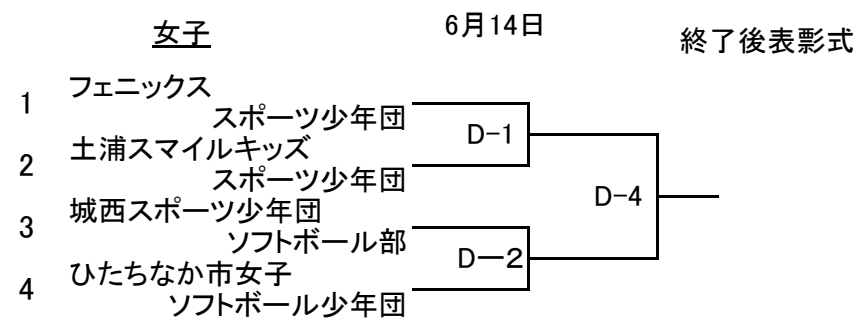 女子
6月14日
終了後表彰式
1
フェニックス
スポーツ少年団
2
土浦スマイルキッズ
スポーツ少年団
3
城西スポーツ少年団
ソフトボール部
4
ひたちなか市女子
ソフトボール少年団
D-1
D-4
Dー2